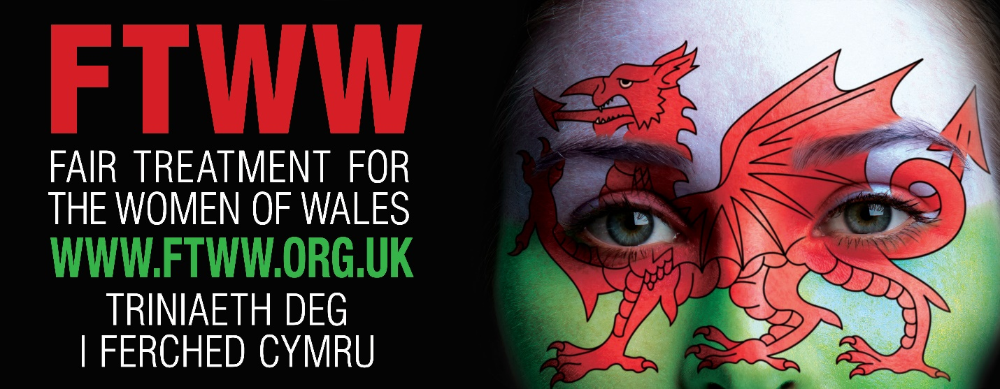 FTWW
FAIR TREATMENT FOR
THE WOMEN OF WALES
WWW.FTWW.ORG.UK
TRINIAETH DEG
I FERCHED CYMRU